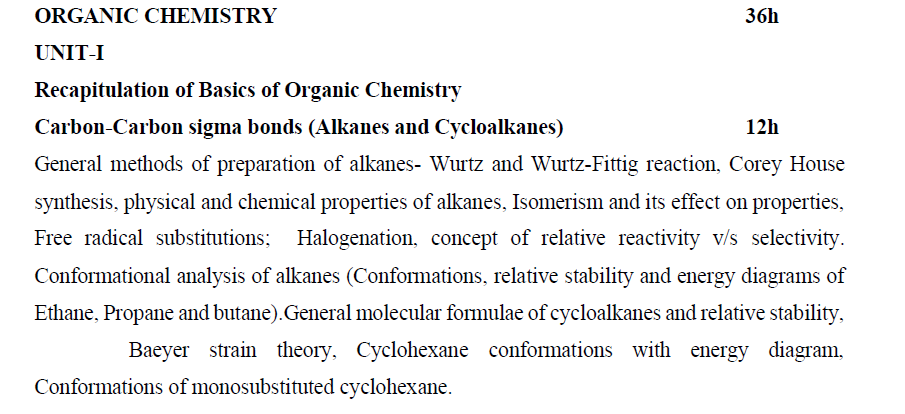 ORGANIC CHEMISTRY 36h
UNIT-I
Recapitulation of Basics of Organic Chemistry
Carbon-Carbon sigma bonds (Alkanes and Cycloalkanes) 12h
General methods of preparation of alkanes- Wurtz and Wurtz-Fittig reaction, Corey House
synthesis, physical and chemical properties of alkanes, Isomerism and its effect on properties,
Free radical substitutions; Halogenation, concept of relative reactivity v/s selectivity.
Conformational analysis of alkanes (Conformations, relative stability and energy diagrams of
Ethane, Propane and butane).General molecular formulae of cycloalkanes and relative stability,
Baeyer strain theory, Cyclohexane conformations with energy diagram,
Conformations of monosubstituted cyclohexane.